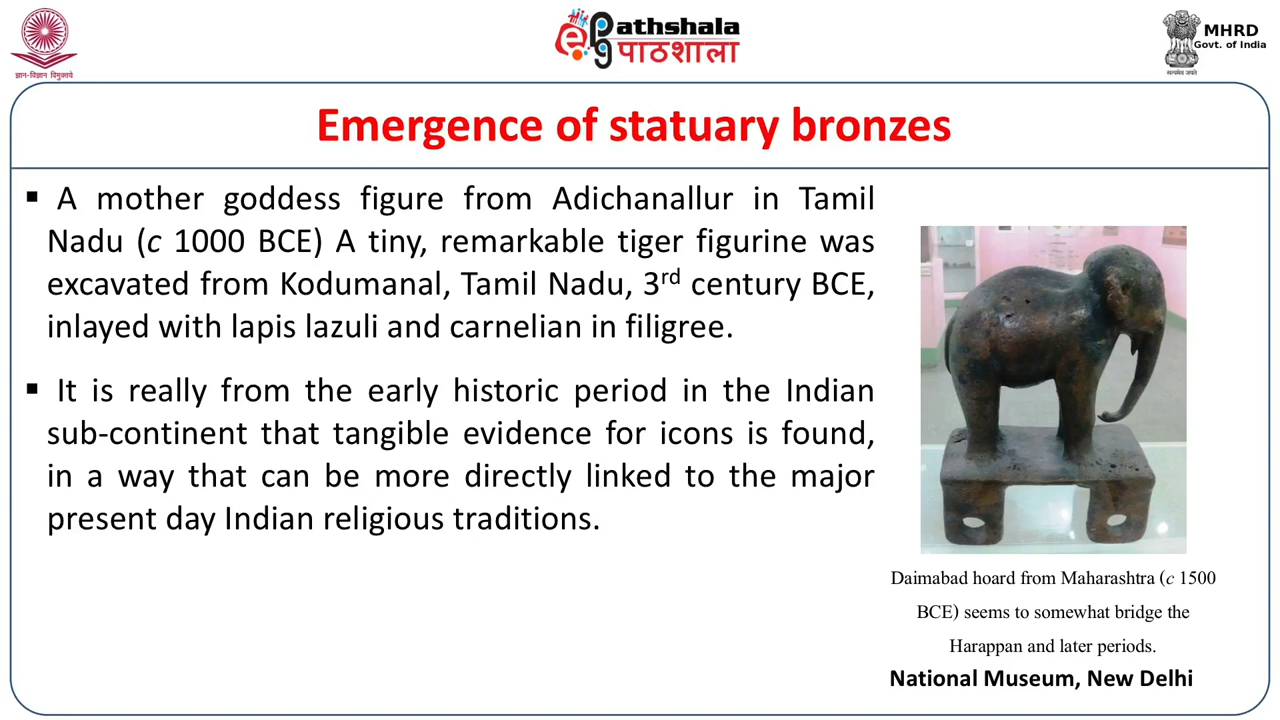 ज्ञान-विज्ञान विमुक्तये
ePathshala
पाठशाला
सत्यमेव जयते
MHRD
Govt. of India
Emergence of statuary bronzes
▪ A mother goddess figure from Adichanallur in Tamil
Nadu (c 1000 BCE) A tiny, remarkable tiger figurine was
excavated from Kodumanal, Tamil Nadu, 3rd century BCE,
inlayed with lapis lazuli and carnelian in filigree.
▪ It is really from the early historic period in the Indian
sub-continent that tangible evidence for icons is found,
in a way that can be more directly linked to the major
present day Indian religious traditions.
Daimabad hoard from Maharashtra (c 1500
BCE) seems to somewhat bridge the
Harappan and later periods.
National Museum, New Delhi